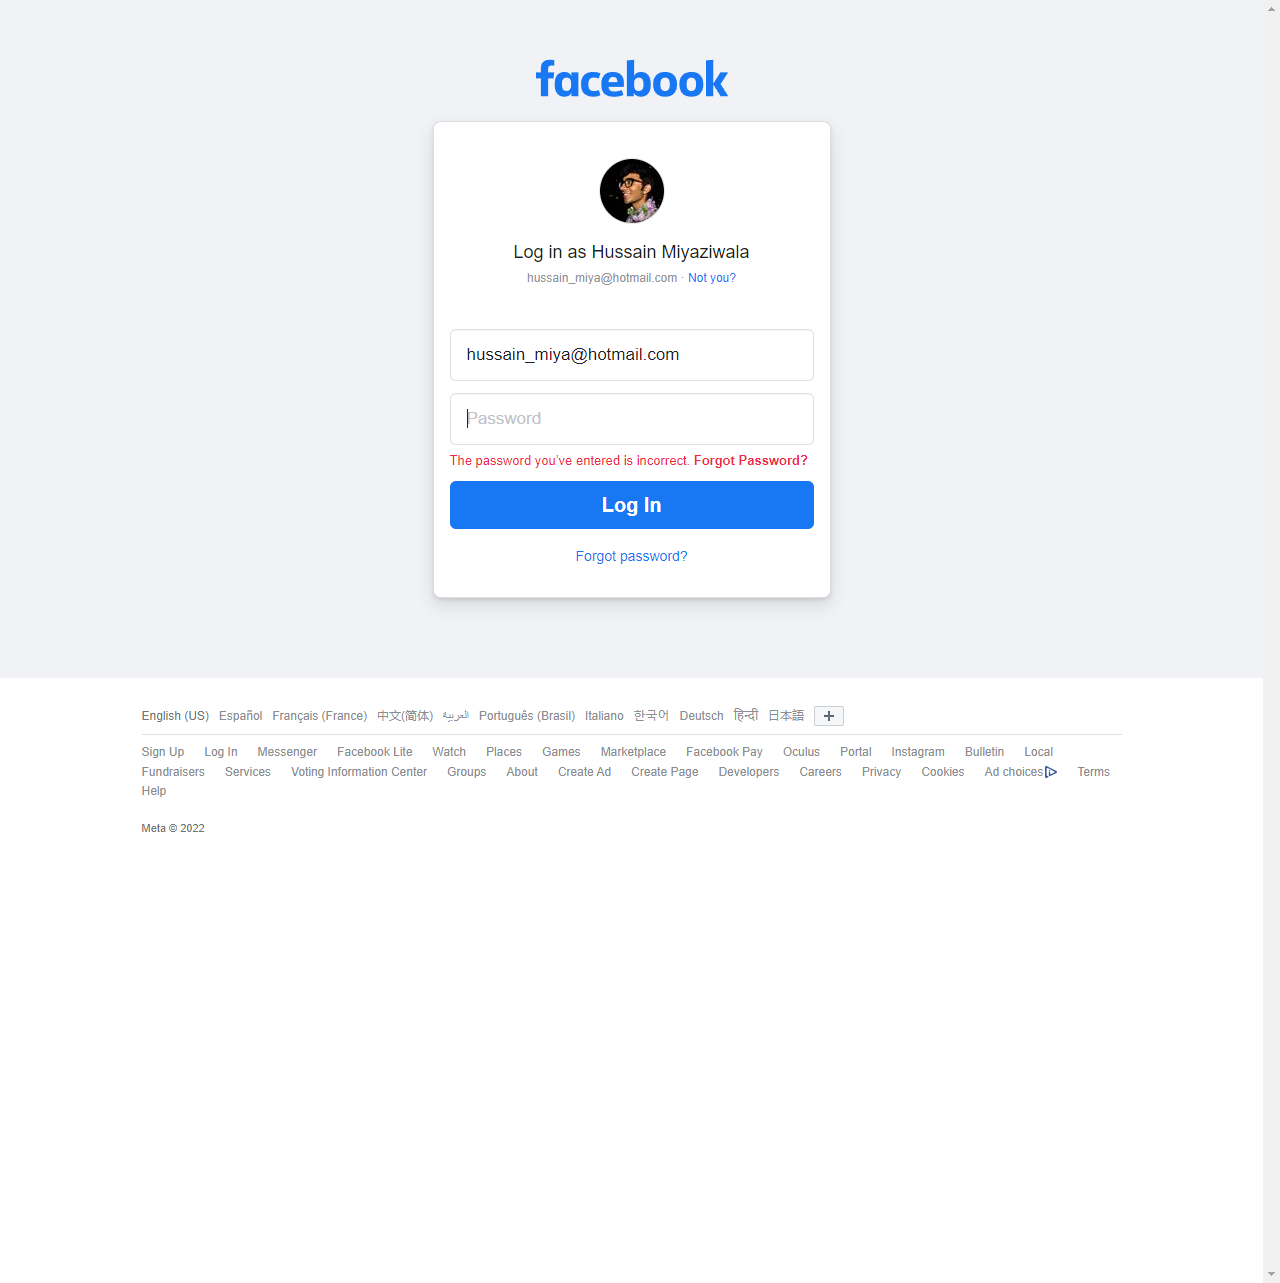 facebook
Log in as Hussain Miyaziwala
hussain_miya@hotmail.com · Not you?
hussain_miya@hotmail.com
Password
The password you've entered is incorrect. Forgot Password?
Log In
Forgot password?
English (US) Español Français (France) 中文(简体) العربية Português (Brasil) Italiano 한국어 Deutsch हिन्दी 日本語
Sign Up Log In Messenger Facebook Lite Watch Places Games Marketplace Facebook Pay Oculus Portal Instagram Bulletin Local
Fundraisers Services Voting Information Center Groups About Create Ad Create Page Developers Careers Privacy Cookies Ad choices Terms
Help
Meta © 2022